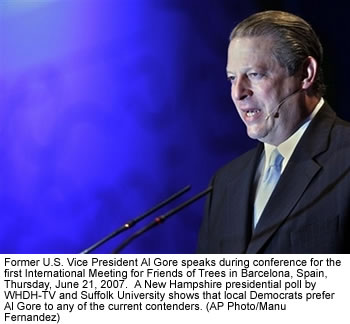 Former U.S. Vice President Al Gore speaks during conference for the
first International Meeting for Friends of Trees in Barcelona, Spain,
Thursday, June 21, 2007.  A New Hampshire presidential poll by
WHDH-TV and Suffolk University shows that local Democrats prefer
Al Gore to any of the current contenders. (AP Photo/Manu
Fernandez)